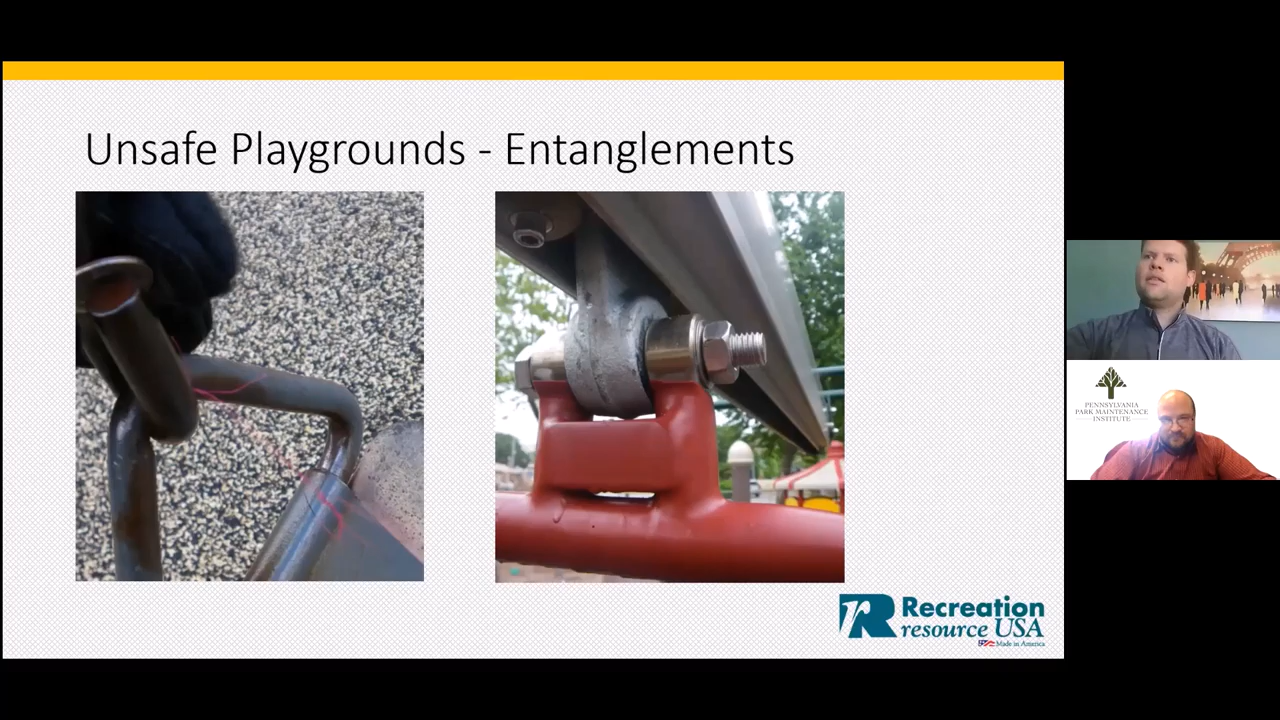 Unsafe Playgrounds - Entanglements
Recreation
resource USA
Made in America
PENNSYLVANIA
PARK MAINTENANCE
INSTITUTE